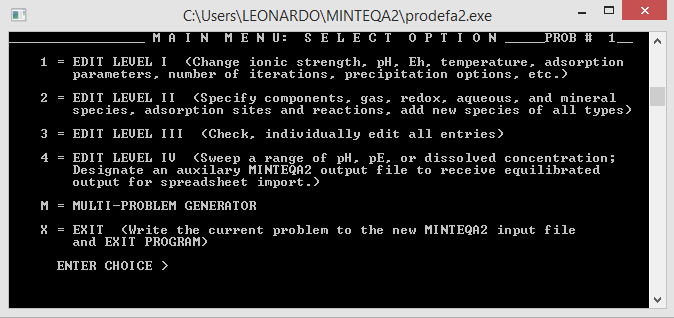 C:\Users\LEONARDO\MINTEQA2\prodefa2.exe
_________________ M A I N   M E N U:  S E L E C T   O P T I O N _____PROB #  1__
1 = EDIT LEVEL I  (Change ionic strength, pH, Eh, temperature, adsorption
parameters, number of iterations, precipitation options, etc.)
2 = EDIT LEVEL II  (Specify components, gas, redox, aqueous, and mineral
species, adsorption sites and reactions, add new species of all types)
3 = EDIT LEVEL III  (Check, individually edit all entries)
4 = EDIT LEVEL IV  (Sweep a range of pH, pE, or dissolved concentration;
Designate an auxilary MINTEQA2 output file to receive equilibrated
output for spreadsheet import.)
M = MULTI-PROBLEM GENERATOR
X = EXIT  (Write the current problem to the new MINTEQA2 input file
and EXIT PROGRAM)
ENTER CHOICE >